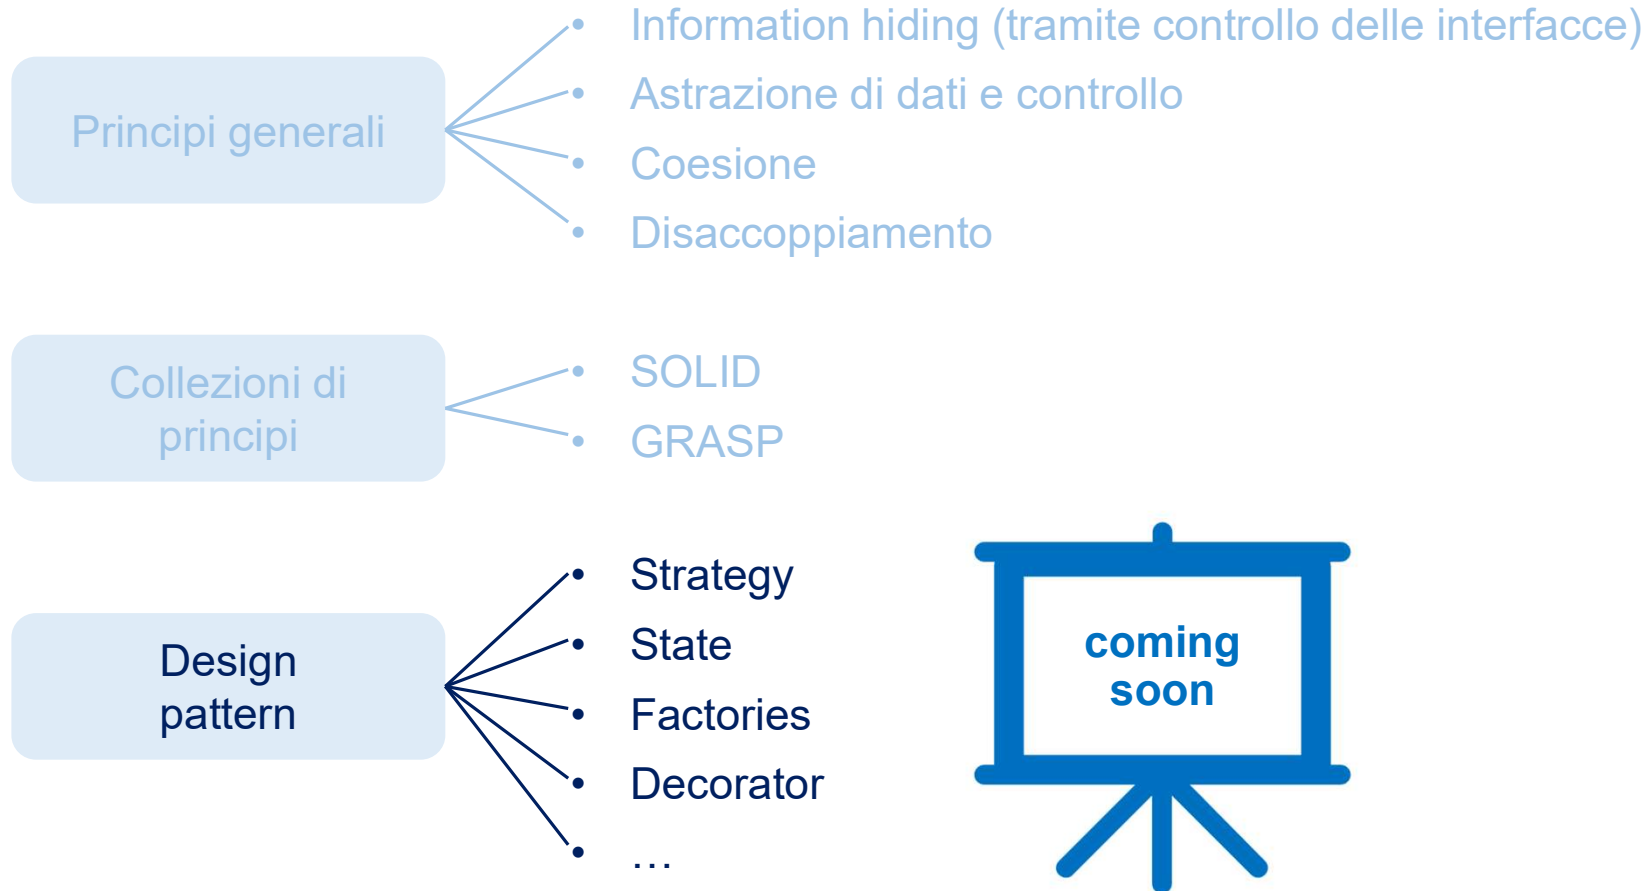 Principi generali
• Information hiding (tramite controllo delle interfacce)
• Astrazione di dati e controllo
• Coesione
• Disaccoppiamento
Collezioni di
principi
• SOLID
• GRASP
Design
pattern
• Strategy
• State
• Factories
• Decorator
• …
coming
soon